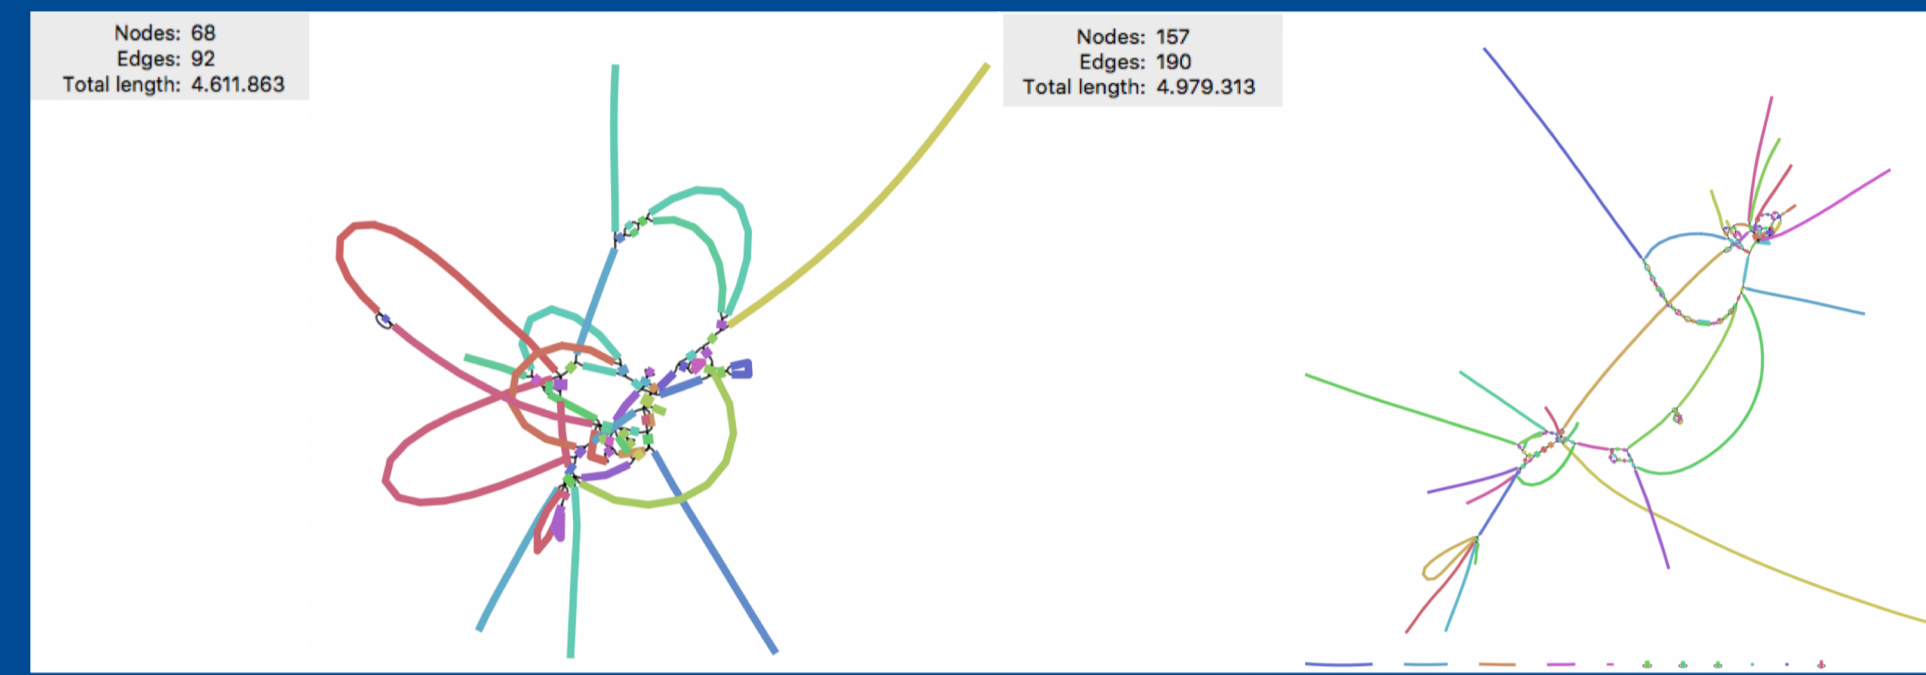 Nodes: 68
Edges: 92
Total length: 4.611.863
Nodes: 157
Edges: 190
Total length: 4.979.313